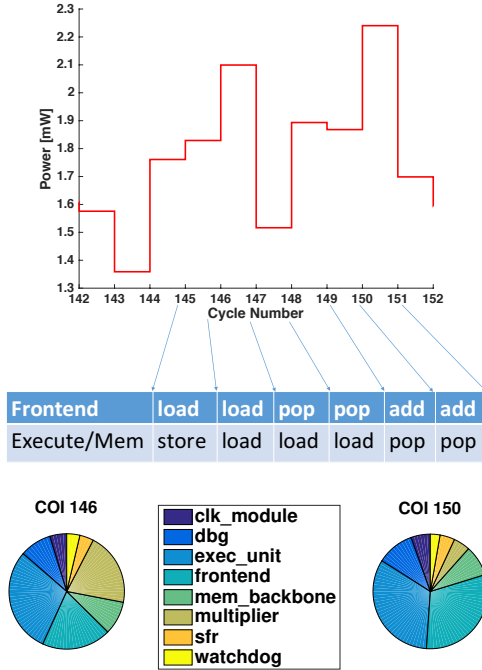 Power [mW]
2.3
2.2
2.1
2
1.9
1.8
1.7
1.6
1.5
1.4
1.3
142 143 144 145 146 147 148 149 150 151 152
Cycle Number
Frontend load load pop pop add add
Execute/Mem store load load load pop pop
COI 146
clk_module
dbg
exec_unit
frontend
mem_backbone
multiplier
sfr
watchdog
COI 150